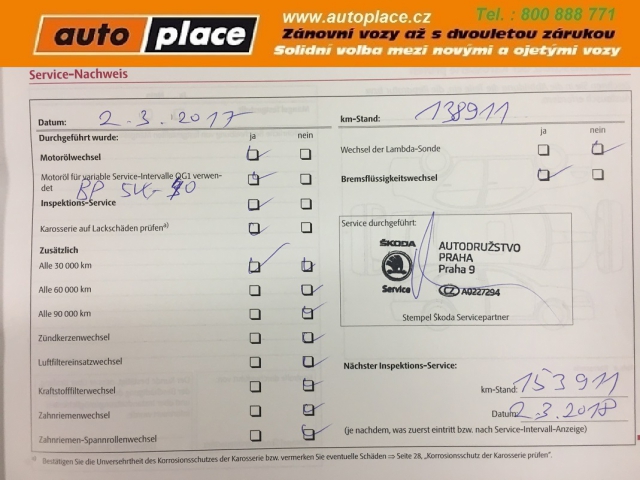 auto place
www.autoplace.cz
Tel. : 800 888 771
Zánovní vozy až s dvouletou zárukou
Solidní volba mezi novými a ojetými vozy
Service-Nachweis
Datum: 2.3.2017
km-Stand: 138911
Durchgeführt wurde: ja nein
ja nein
Motorölwechsel
Wechsel der Lambda-Sonde
Motoröl für variable Service-Intervalle QG1 verwen-
det BP
Bremsflüssigkeitswechsel
Inspektions-Service
Karosserie auf Lackschäden prüfen a)
Zusätzlich
Alle 30 000 km
Alle 60 000 km
Alle 90 000 km
Zündkerzenwechsel
Luftfiltereinsatzwechsel
Kraftstofffilterwechsel
Zahnriemenwechsel
Zahnriemen-Spannrollenwechsel
Service durchgeführt:
ŠKODA
Service
AUTODRUŽSTVO
PRAHA
Praha 9
CZ A0227294
Stempel Škoda Servicepartner
Nächster Inspektions-Service:
km-Stand: 153911
Datum: 2.3.2018
(je nachdem, was zuerst eintritt bzw. nach Service-Intervall-Anzeige)
a) Bestätigen Sie die Unversehrtheit des Korrosionsschutzes der Karosserie bzw. vermerken Sie eventuelle Schäden ⇒ Seite 28, „Korrosionsschutz der Karosserie prüfen".